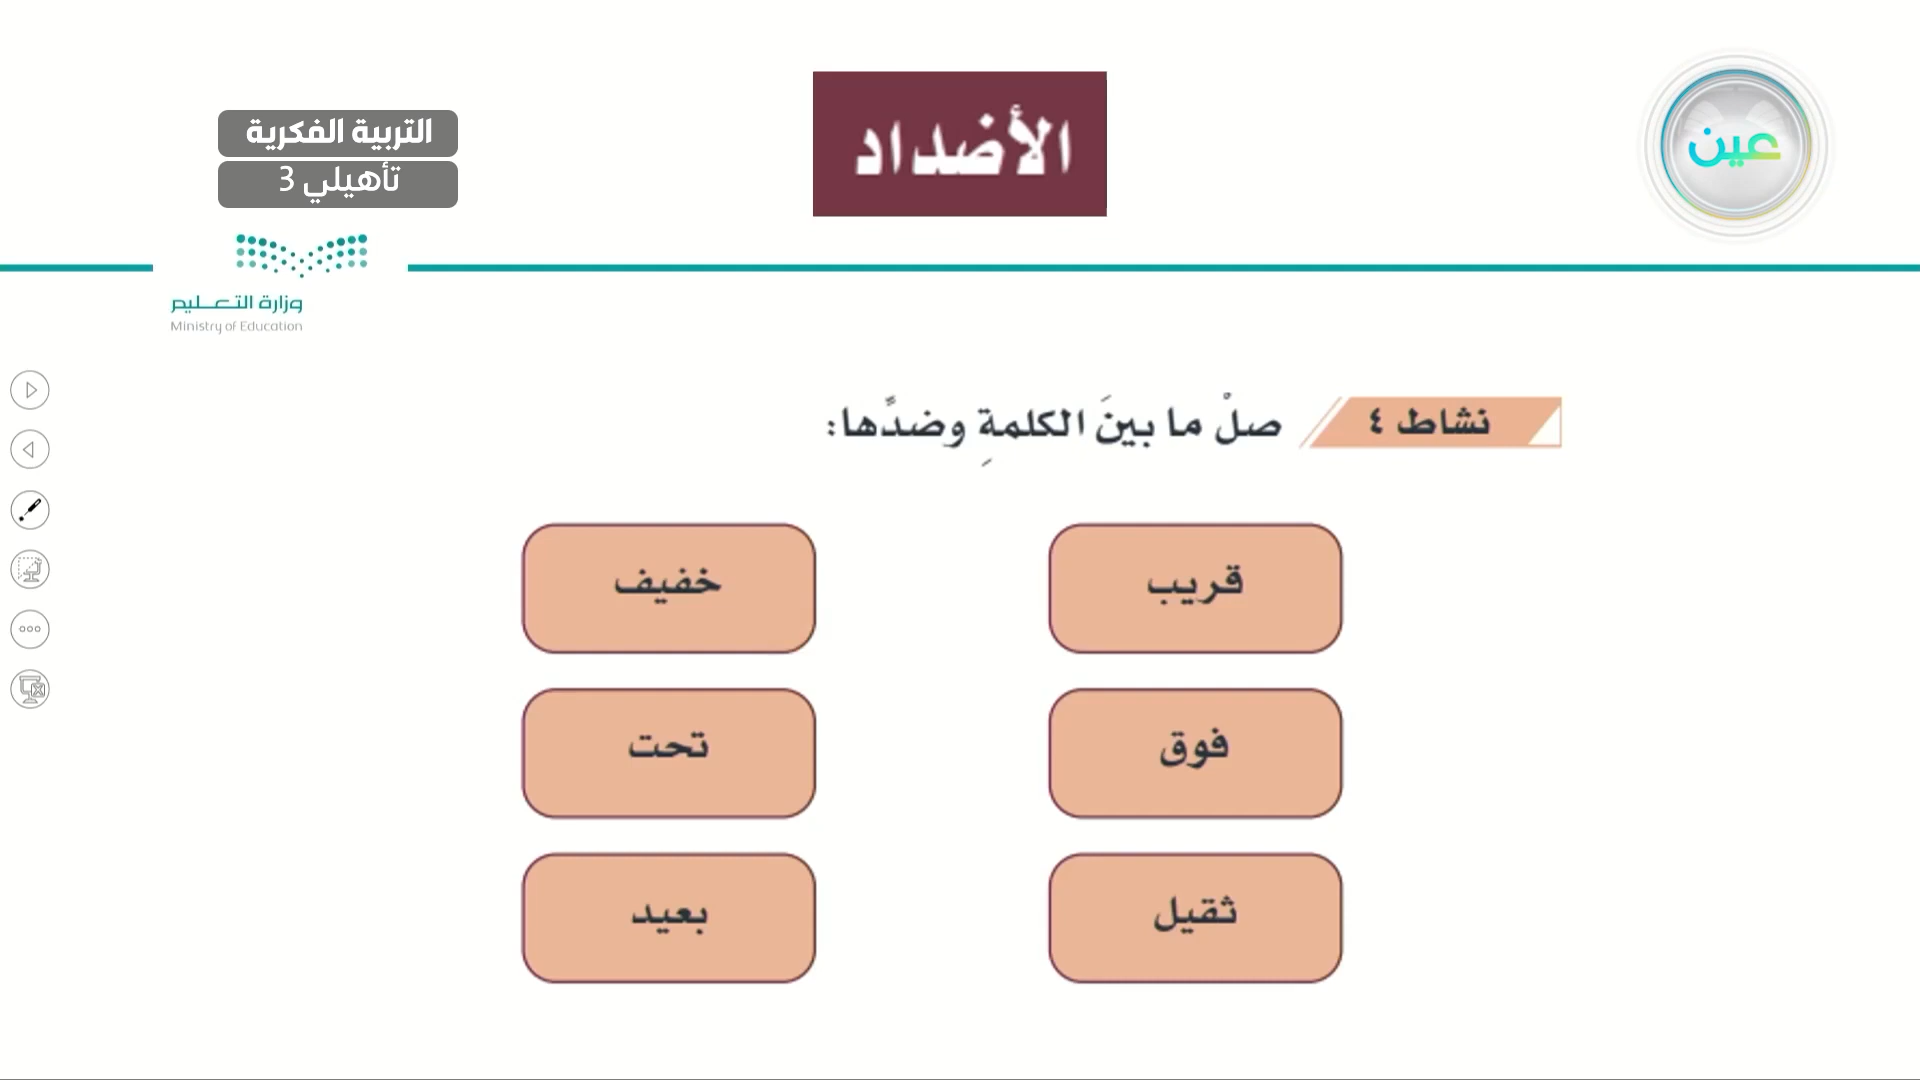 عين
الأضداد
التربية الفكرية
تأهيلي 3
وزارة التعليم
Ministry of Education
نشاط ٤ صلْ ما بينَ الكلمةِ وضدَّها:
قريب خفيف
فوق تحت
ثقيل بعيد